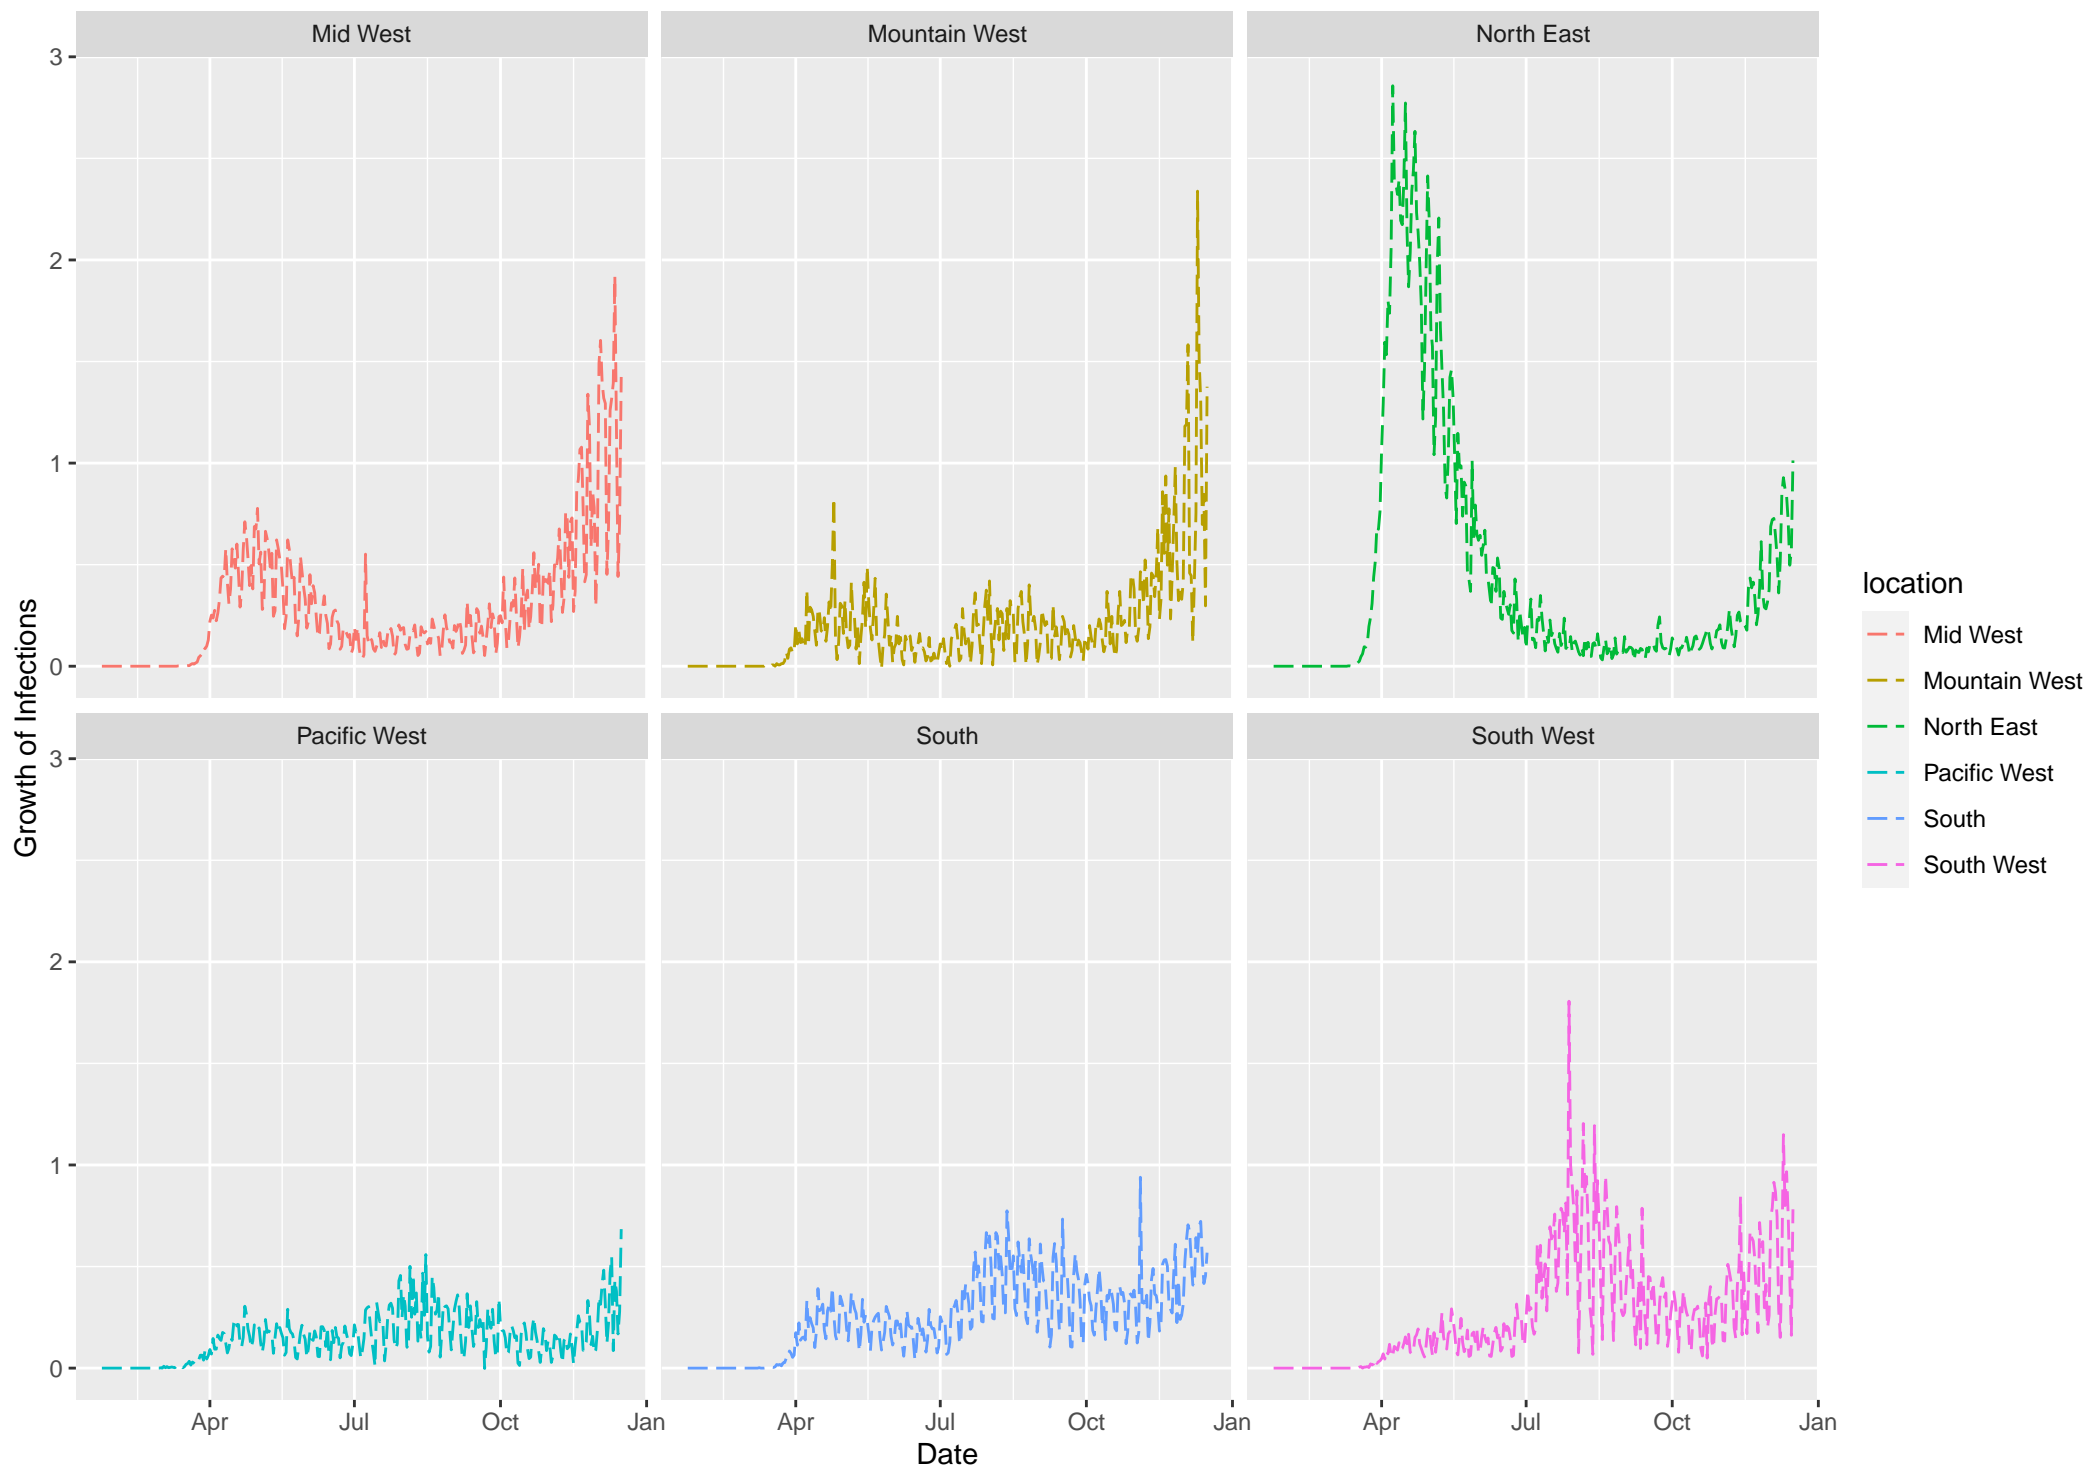 Mid West
Mountain West
North East
3
2
1
0
Pacific West
South
South West
3
2
1
0
Growth of Infections
Apr
Jul
Oct
Jan
Apr
Jul
Oct
Jan
Apr
Jul
Oct
Jan
Date
location
Mid West
Mountain West
North East
Pacific West
South
South West